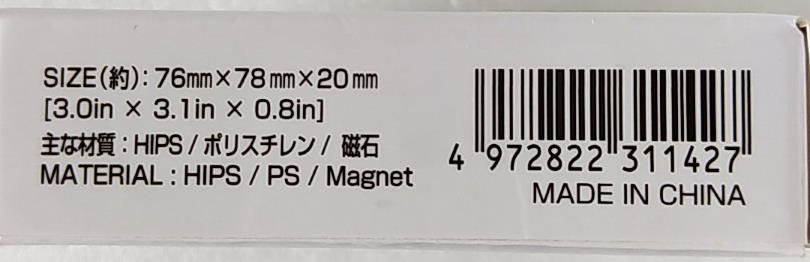 SIZE(約):76mm×78mm×20mm
[3.0in × 3.1in × 0.8in]
主な材質:HIPS/ポリスチレン/ 磁石
MATERIAL : HIPS / PS / Magnet
4 972822 311427
MADE IN CHINA